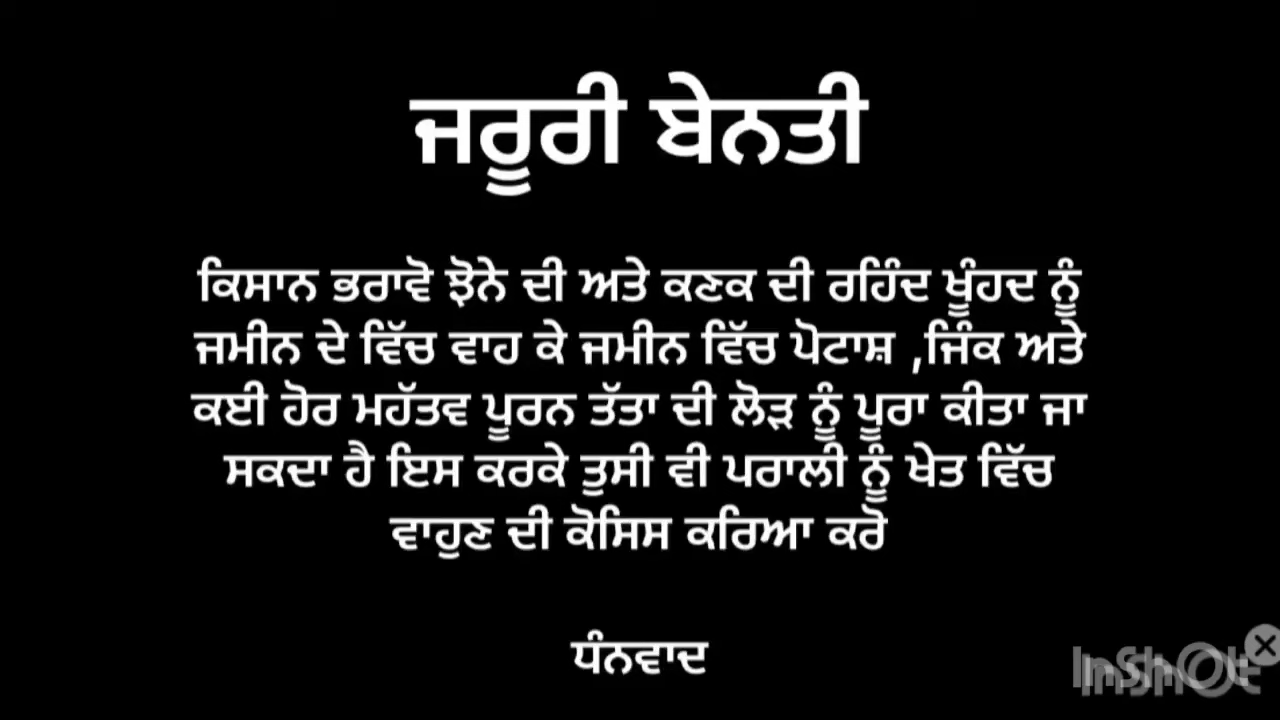 ਜਰੂਰੀ ਬੇਨਤੀ
ਕਿਸਾਨ ਭਰਾਵੋ ਝੋਨੇ ਦੀ ਅਤੇ ਕਣਕ ਦੀ ਰਹਿੰਦ ਖੂੰਹਦ ਨੂੰ
ਜਮੀਨ ਦੇ ਵਿੱਚ ਵਾਹ ਕੇ ਜਮੀਨ ਵਿੱਚ ਪੋਟਾਸ਼ ,ਜਿੰਕ ਅਤੇ
ਕਈ ਹੋਰ ਮਹੱਤਵ ਪੂਰਨ ਤੱਤਾ ਦੀ ਲੋੜ ਨੂੰ ਪੂਰਾ ਕੀਤਾ ਜਾ
ਸਕਦਾ ਹੈ ਇਸ ਕਰਕੇ ਤੁਸੀ ਵੀ ਪਰਾਲੀ ਨੂੰ ਖੇਤ ਵਿੱਚ
ਵਾਹੁਣ ਦੀ ਕੋਸਿਸ ਕਰਿਆ ਕਰੋ
ਧੰਨਵਾਦ
InShOt